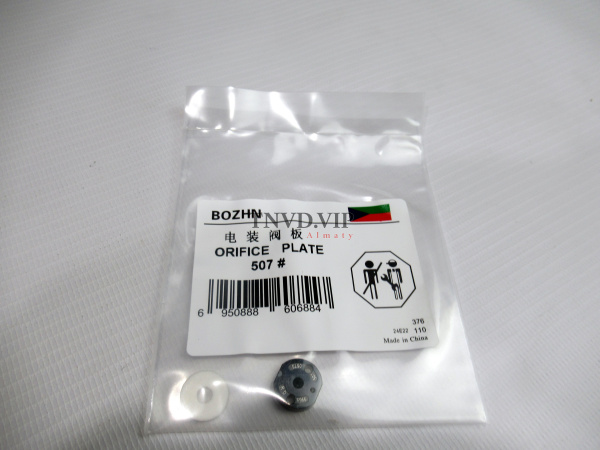 BOZHN
TNVD.VIP
Almaty
电装阀板
ORIFICE PLATE
507 #
6 950888 606884
376
24E22 110
Made in China